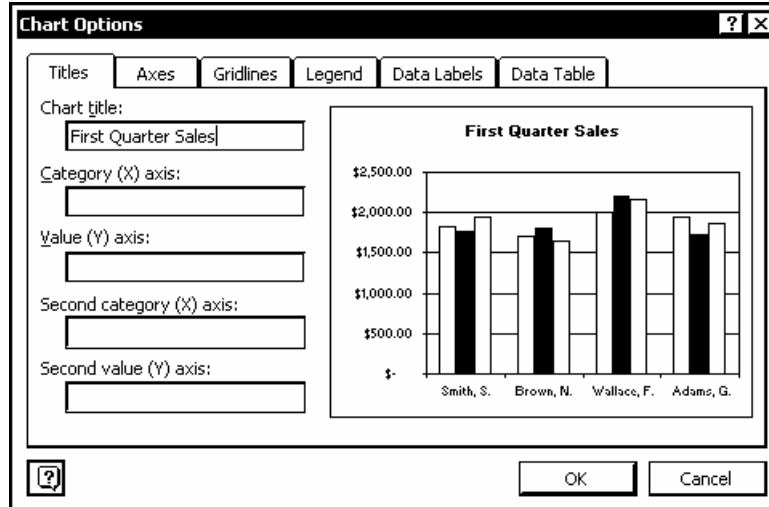 Chart Options
? X
Titles Axes Gridlines Legend Data Labels Data Table
Chart title:
First Quarter Sales
Category (X) axis:
Value (Y) axis:
Second category (X) axis:
Second value (Y) axis:
First Quarter Sales
$2,500.00
$2,000.00
$1,500.00
$1,000.00
$500.00
$-
Smith, S. Brown, N. Wallace, F. Adams, G.
?
OK Cancel